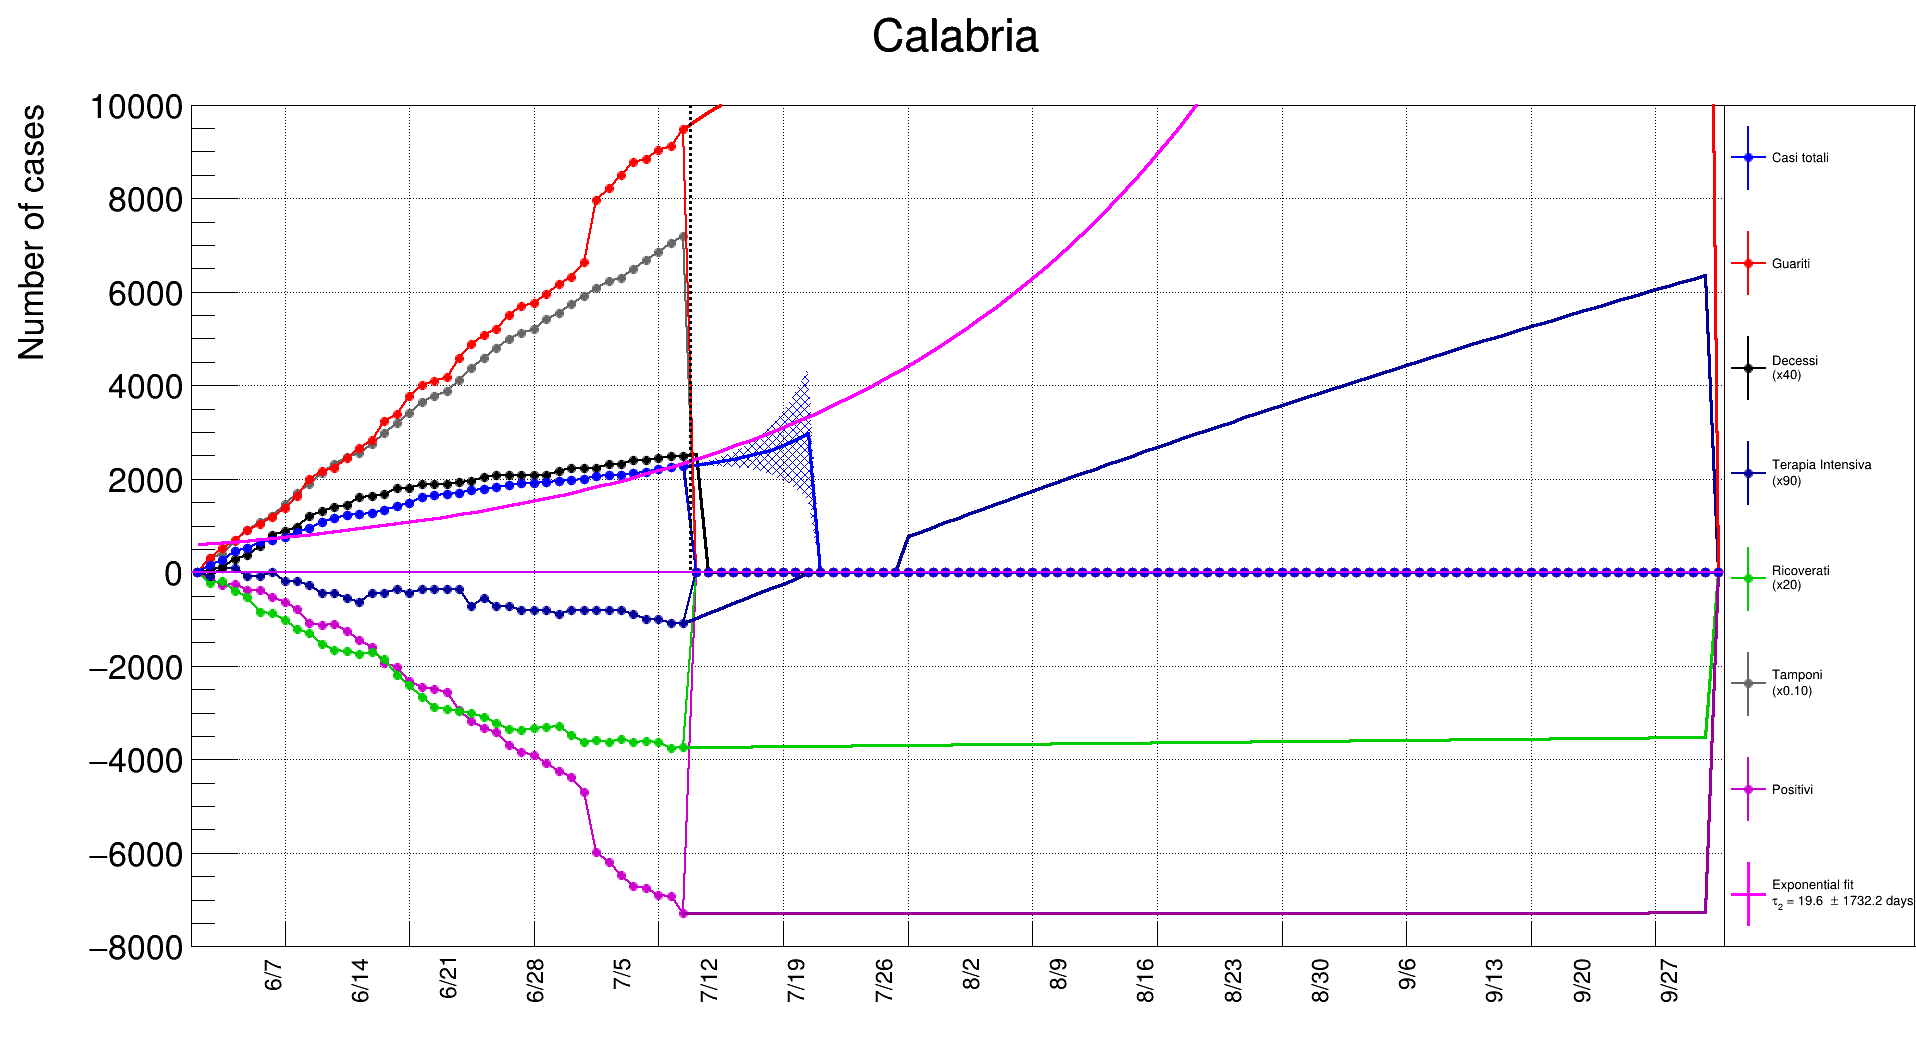 Calabria
Number of cases
10000
8000
6000
4000
2000
0
−2000
−4000
−6000
−8000
6/7
6/14
6/21
6/28
7/5
7/12
7/19
7/26
8/2
8/9
8/16
8/23
8/30
9/6
9/13
9/20
9/27
Casi totali
Guariti
Decessi
(x40)
Terapia Intensiva
(x90)
Ricoverati
(x20)
Tamponi
(x0.10)
Positivi
Exponential fit
τ2 = 19.6 ± 1732.2 days